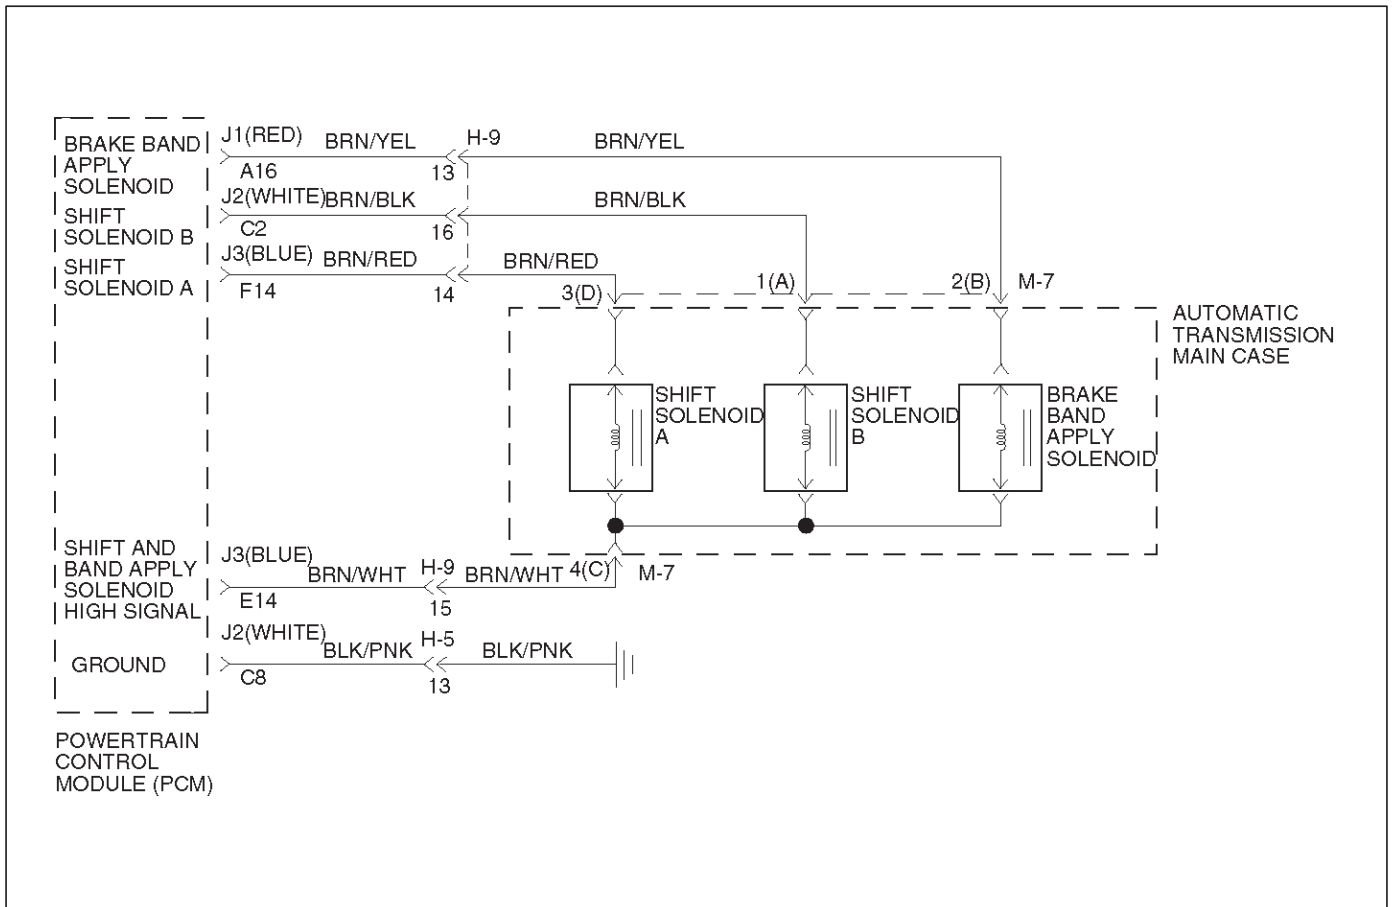 BRAKE BAND
APPLY
SOLENOID
J1(RED)
BRN/YEL
H-9
BRN/YEL
A16
13
SHIFT
SOLENOID B
J2(WHITE)
BRN/BLK
BRN/BLK
C2
16
SHIFT
SOLENOID A
J3(BLUE)
BRN/RED
BRN/RED
F14
14
3(D)
1(A)
2(B)
M-7
AUTOMATIC
TRANSMISSION
MAIN CASE
SHIFT
SOLENOID
A
SHIFT
SOLENOID
B
BRAKE
BAND
APPLY
SOLENOID
SHIFT AND
BAND APPLY
SOLENOID
HIGH SIGNAL
J3(BLUE)
BRN/WHT
H-9
BRN/WHT
4(C)
M-7
E14
15
GROUND
J2(WHITE)
BLK/PNK
H-5
BLK/PNK
C8
13
POWERTRAIN
CONTROL
MODULE (PCM)